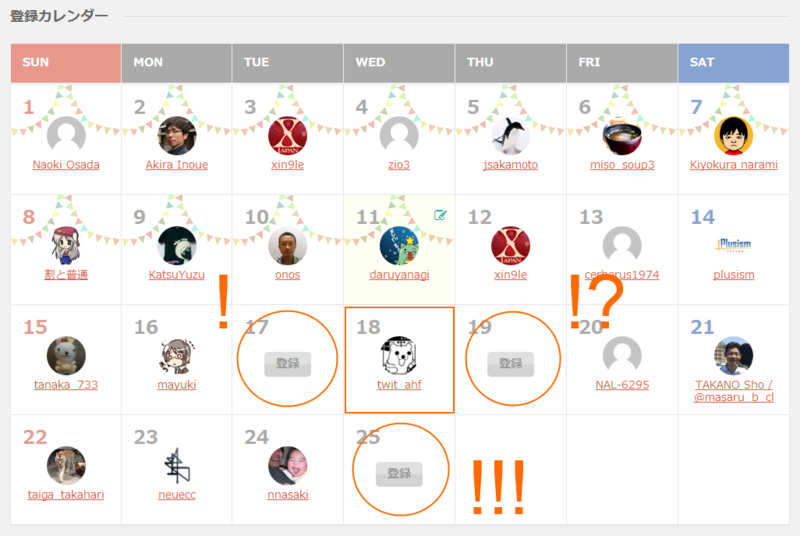 登録カレンダー
SUN MON TUE WED THU FRI SAT
1 2 3 4 5 6 7
X
JAPAN
Naoki Osada Akira Inoue xin9le zio3 jsakamoto miso_soup3 Kiyokura narami
8 9 10 11 12 13 14
X
JAPAN
Plusism
割と普通 KatsuYuzu onos daruyanagi xin9le cerberus1974 plusism
! !?
15 16 17 18 19 20 21
登録 登録
tanaka_733 mayuki twit_ahf NAL-6295 TAKANO Sho /
@masaru_b_cl
22 23 24 25
登録
!!!
taiga_takahari neuecc nnasaki